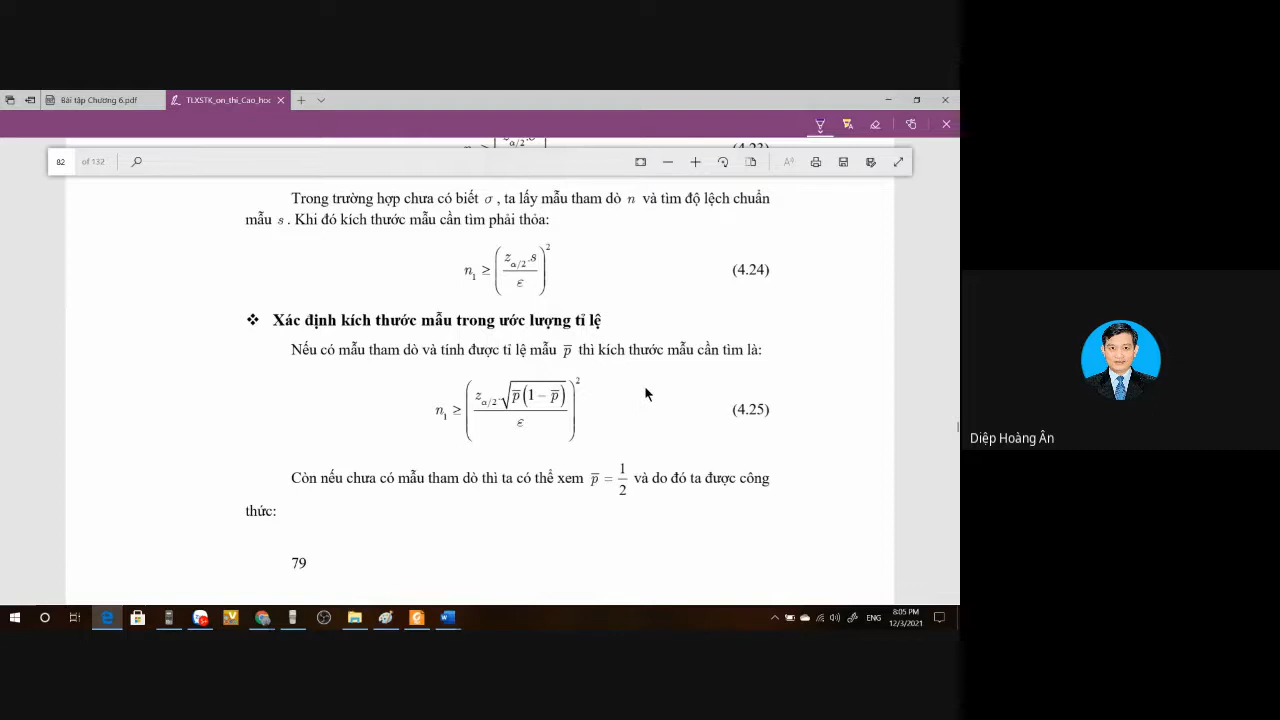 Bài tập Chương 6.pdf
TLXSTK_on_thi_Cao_hoc
82 of 132
(4.23)
Trong trường hợp chưa có biết σ, ta lấy mẫu tham dò n và tìm độ lệch chuẩn
mẫu s. Khi đó kích thước mẫu cần tìm phải thỏa:
n₁ ≥ (z_{α/2}.s / ε)² (4.24)
❖ Xác định kích thước mẫu trong ước lượng tỉ lệ
Nếu có mẫu tham dò và tính được tỉ lệ mẫu p̅ thì kích thước mẫu cần tìm là:
n₁ ≥ (z_{α/2}.√(p̅(1−p̅)) / ε)² (4.25)
Còn nếu chưa có mẫu tham dò thì ta có thể xem p̅ = 1/2 và do đó ta được công
thức:
79
Diệp Hoàng Ân
ENG
8:05 PM
12/3/2021